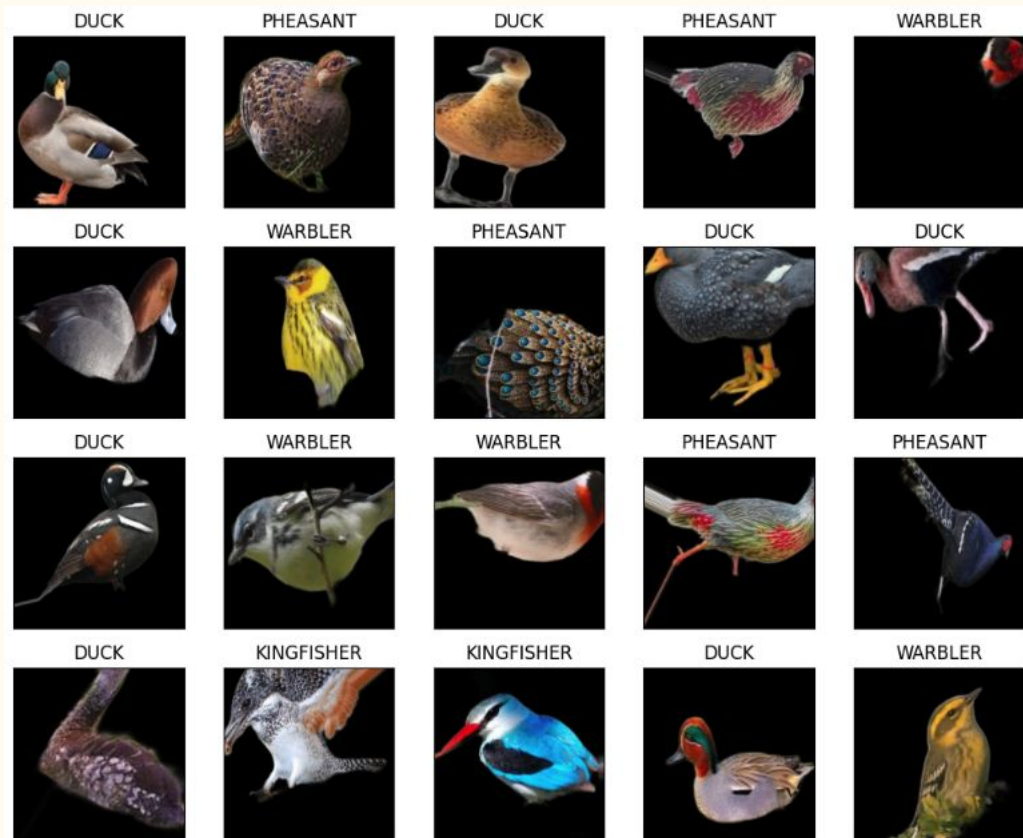 DUCK PHEASANT DUCK PHEASANT WARBLER
DUCK WARBLER PHEASANT DUCK DUCK
DUCK WARBLER WARBLER PHEASANT PHEASANT
DUCK KINGFISHER KINGFISHER DUCK WARBLER